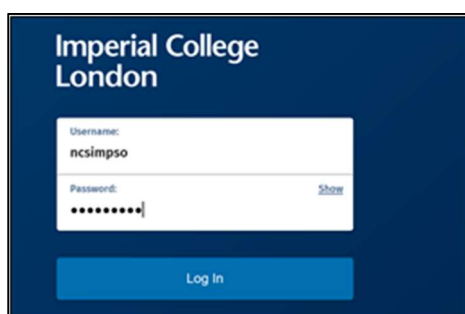 Imperial College
London
Username:
ncsimpso
Password:
Show
•••••••••
Log In